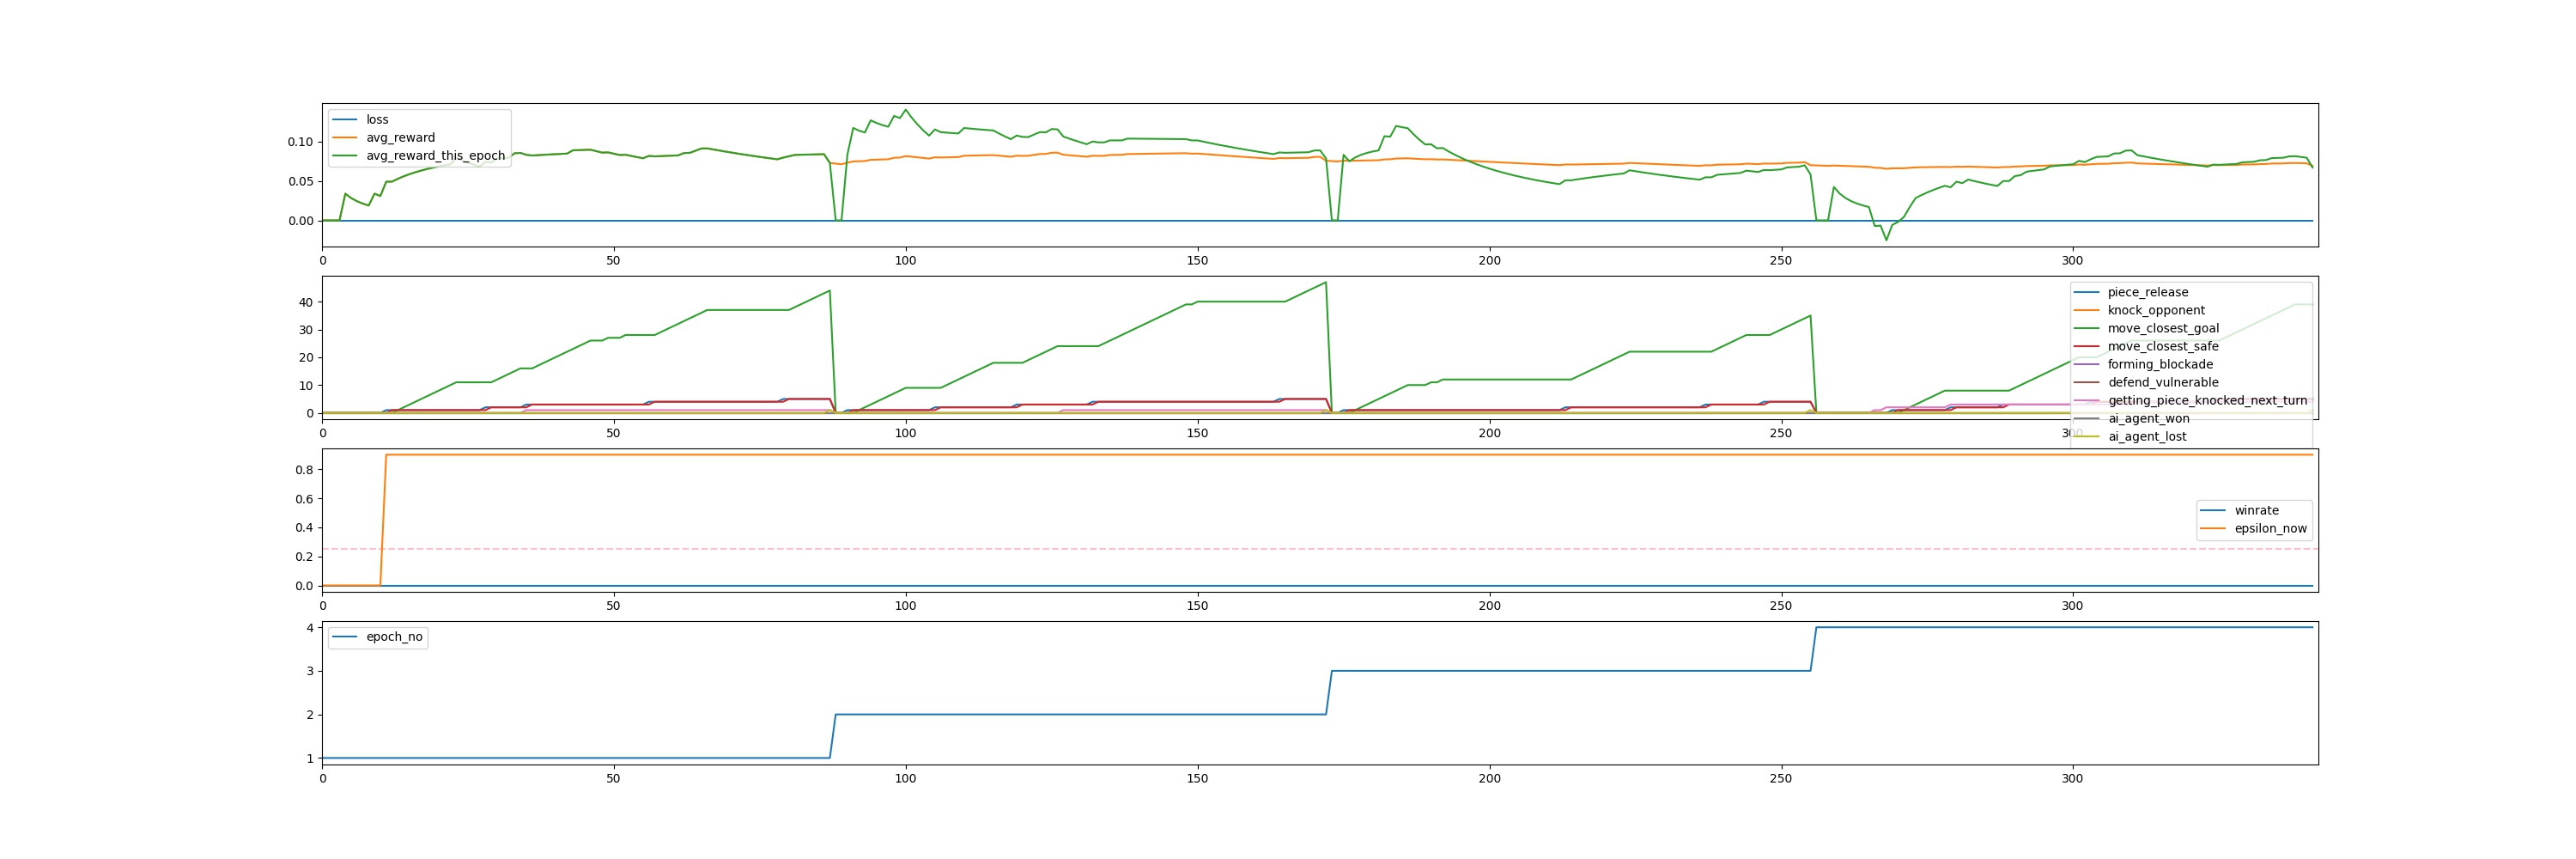 loss
avg_reward
avg_reward_this_epoch
0.10
0.05
0.00
0 50 100 150 200 250 300
piece_release
knock_opponent
move_closest_goal
move_closest_safe
forming_blockade
defend_vulnerable
getting_piece_knocked_next_turn
ai_agent_won
ai_agent_lost
40
30
20
10
0
0 50 100 150 200 250 300
winrate
epsilon_now
0.8
0.6
0.4
0.2
0.0
0 50 100 150 200 250 300
epoch_no
4
3
2
1
0 50 100 150 200 250 300